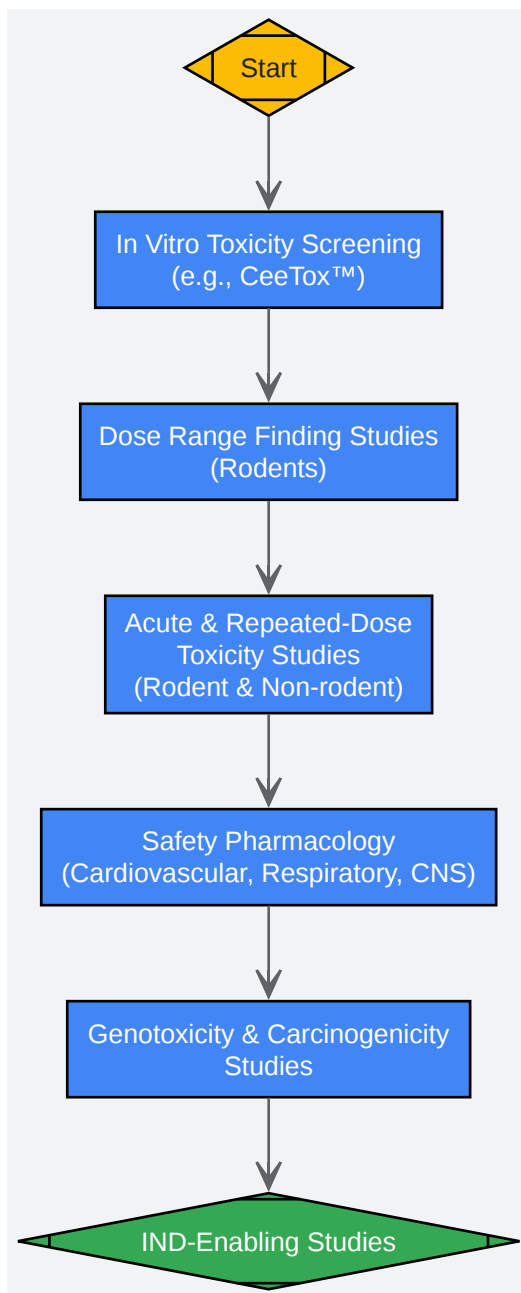 Start
In Vitro Toxicity Screening
(e.g., CeeTox™)
Dose Range Finding Studies
(Rodents)
Acute & Repeated-Dose
Toxicity Studies
(Rodent & Non-rodent)
Safety Pharmacology
(Cardiovascular, Respiratory, CNS)
Genotoxicity & Carcinogenicity
Studies
IND-Enabling Studies